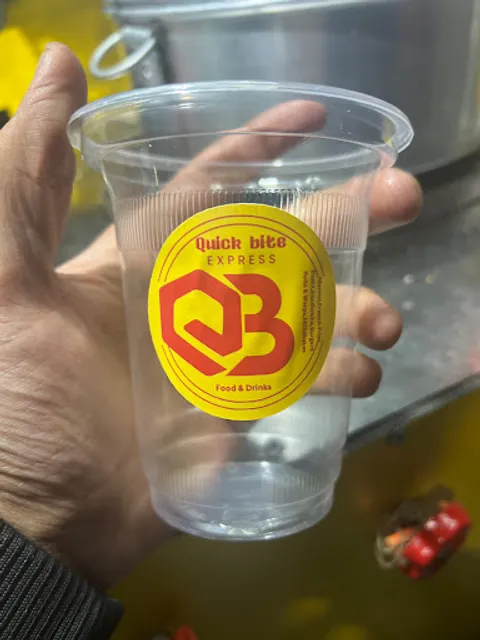 Quick bite
EXPRESS
QB
Food & Drinks